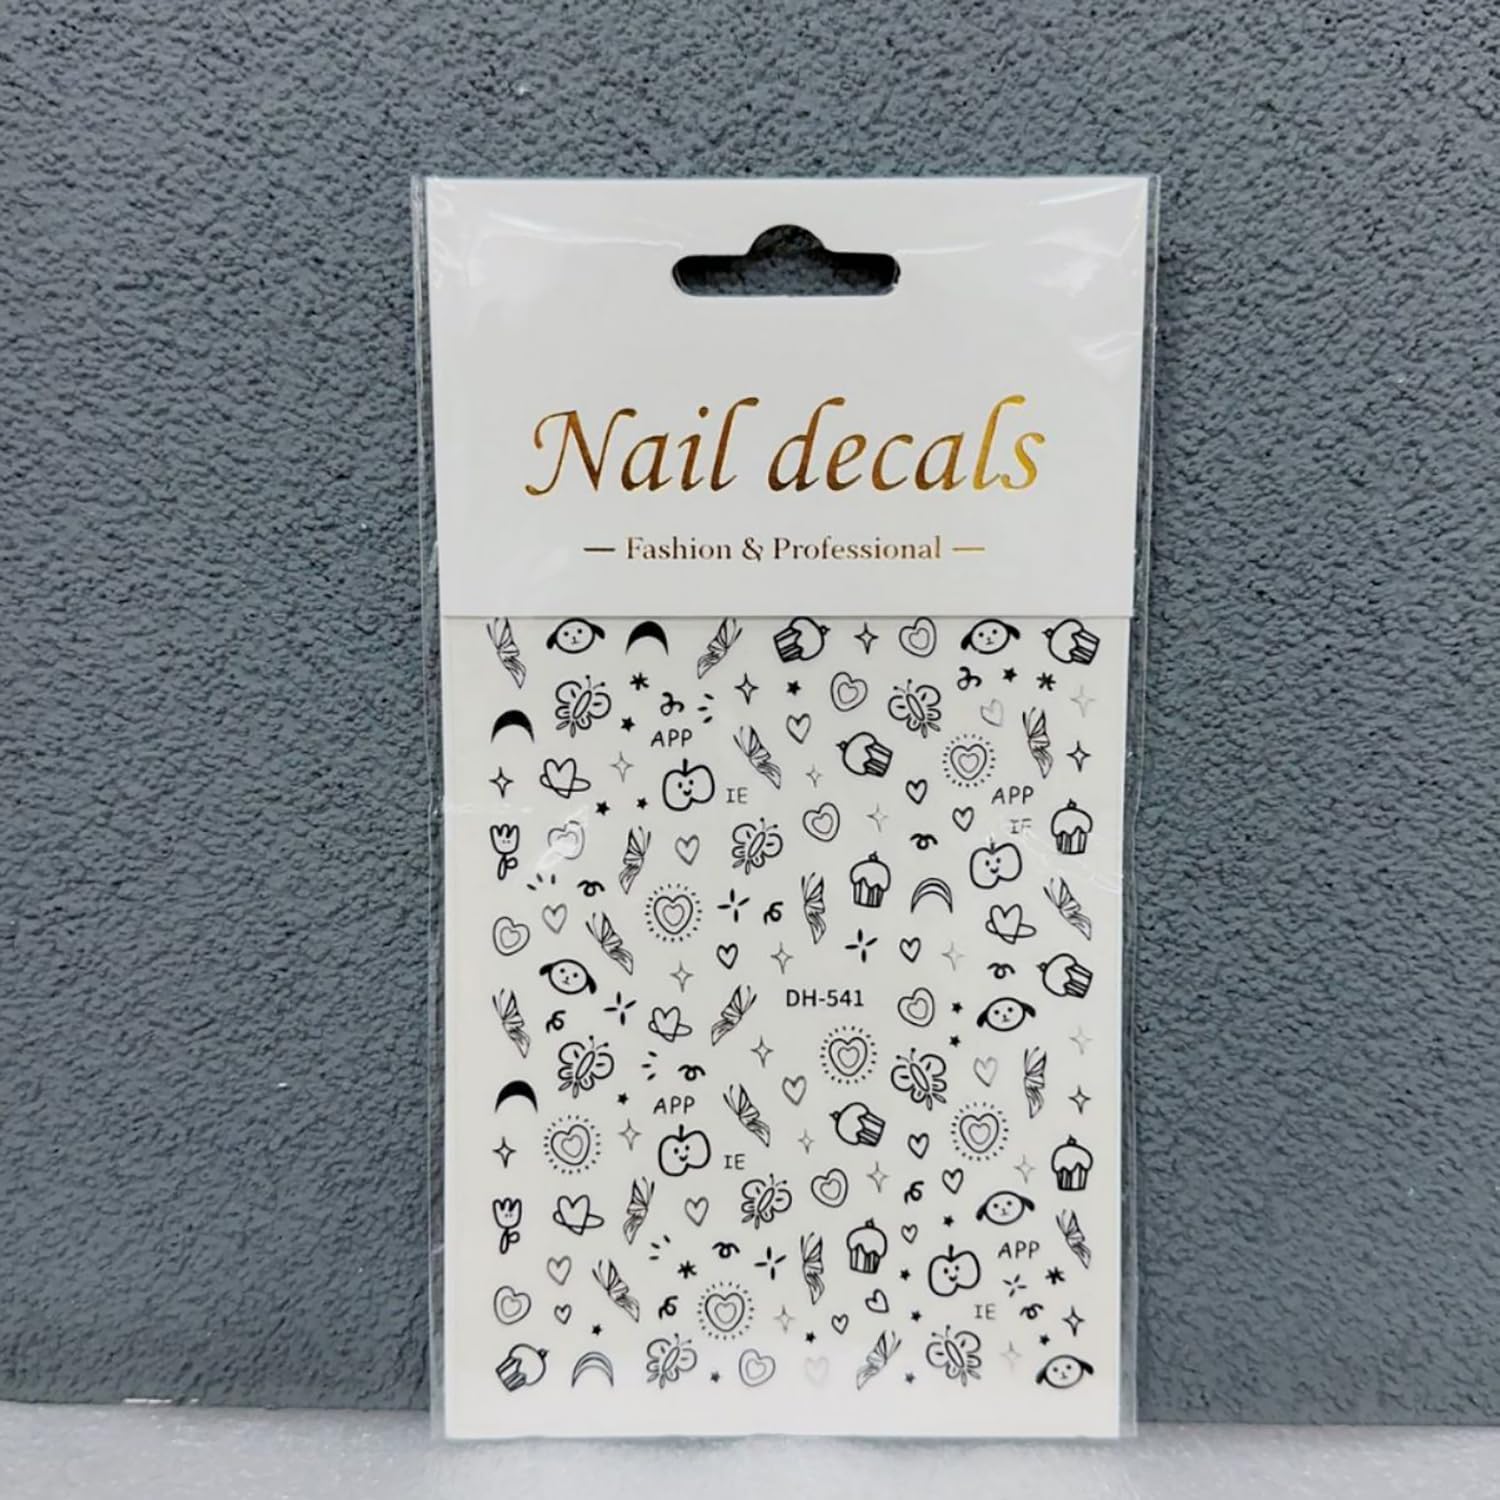 Nail decals
— Fashion & Professional —
APP
IE
APP
IE
DH-541
APP
IE
APP
IE